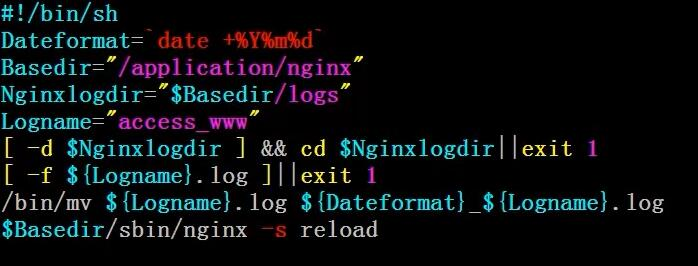 #!/bin/sh
Dateformat=`date +%Y%m%d`
Basedir="/application/nginx"
Nginxlogdir="$Basedir/logs"
Logname="access_www"
[ -d $Nginxlogdir ] && cd $Nginxlogdir||exit 1
[ -f ${Logname}.log ]||exit 1
/bin/mv ${Logname}.log ${Dateformat}_${Logname}.log
$Basedir/sbin/nginx -s reload